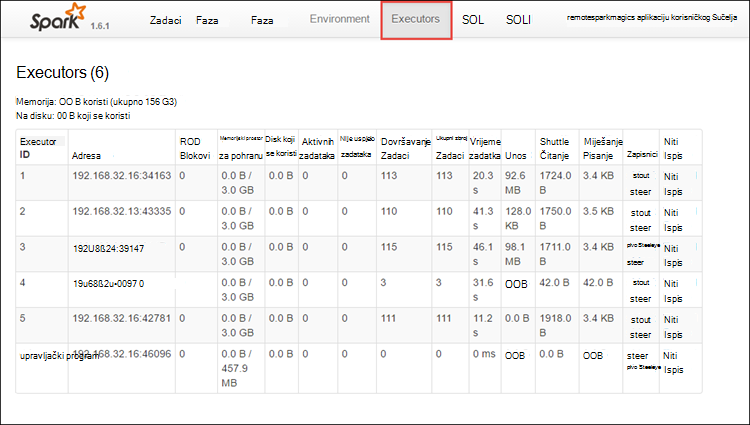 Spark 1.6.1 Zadaci Faza Faza Environment Executors SOL SOLI remotesparkmagics aplikaciju korisničkog Sučelja
Executors (6)
Memorija: OO B koristi (ukupno 156 G3)
Na disku: 00 B koji se koristi
Executor ID Adresa ROD Blokovi Memorijski prostor za pohranu Disk koji se koristi Aktivnih zadataka Nije uspjelo zadataka Dovršavanje Zadaci Ukupni zbroj Zadaci Vrijeme zadatka Unos Shuttle Čitanje Miješanje Pisanje Zapisnici Niti Ispis
1 192.168.32.16:34163 0 0.0 B / 3.0 GB 0.0 B 0 0 113 113 20.3 s 92.6 MB 1724.0 B 3.4 KB stout steer Niti Ispis
2 192.168.32.13:43335 0 0.0 B / 3.0 GB 0.0 B 0 0 110 110 41.3 s 128.0 KB 1750.0 B 3.5 KB stout steer Niti Ispis
3 192U8ß24:39147 0 0.0 B / 3.0 GB 0.0 B 0 0 115 115 46.1 s 98.1 MB 1711.0 B 3.4 KB pivo Steeleye steer Niti Ispis
4 19u68ß2u•0097 0 0 0.0 B / 3.0 GB 0.0 B 0 0 3 3 31.6 s OOB 42.0 B 42.0 B stout steer Niti Ispis
5 192.168.32.16:42781 0 0.0 B / 3.0 GB 0.0 B 0 0 111 111 11.2 s 0.0 B 1918.0 B 3.4 KB stout steer Niti Ispis
upravljački program 192.168.32.16:46096 0 0.0 B / 457.9 MB 0.0 B 0 0 0 0 0 ms OOB 0.0 B OOB steer pivo Steeleye Niti Ispis